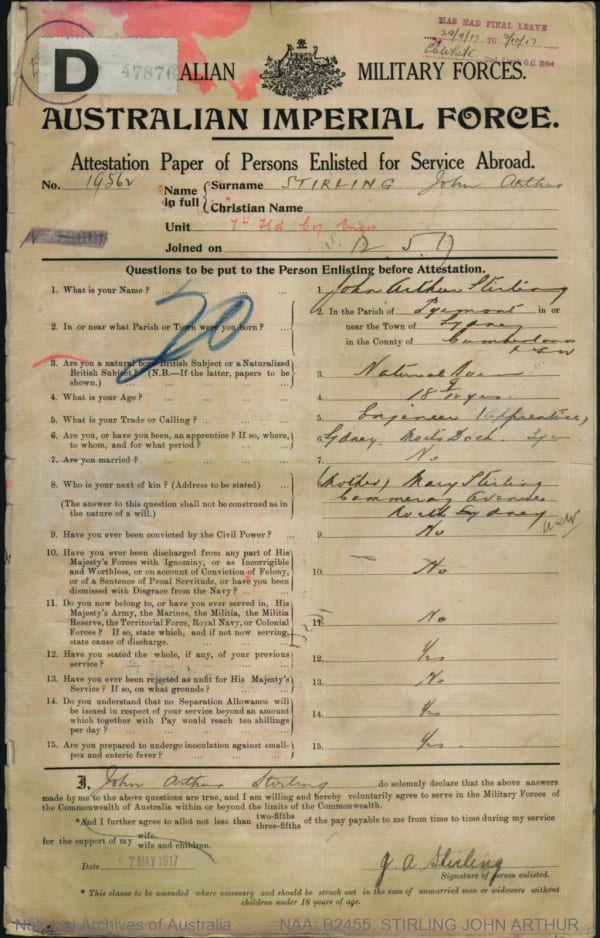 HAS HAD FINAL LEAVE
TO
D
47876
ALIAN MILITARY FORCES.
AUSTRALIAN IMPERIAL FORCE.
Attestation Paper of Persons Enlisted for Service Abroad.
No. 19562
Name in full { Surname STIRLING John Arthur
Christian Name
Unit 7th Fld Coy Engrs
Joined on 12 5 17
Questions to be put to the Person Enlisting before Attestation.
20
1. What is your Name ? ... 1. John Arthur Stirling
2. In or near what Parish or Town were you born ? ... 2. In the Parish of Pyrmont in or
near the Town of Sydney
in the County of Cumberland
3. Are you a natural born British Subject or a Naturalized
British Subject ? (N.B.—If the latter, papers to be
shown.) ... 3. Natural Born
4. What is your Age ? ... 4. 18 9/12 yrs.
5. What is your Trade or Calling ? ... 5. Engineer (Apprentice)
6. Are you, or have you been, an apprentice ? If so, where,
to whom, and for what period ? 6. Sydney. Morts Dock.
7. Are you married ? ... 7. No
8. Who is your next of kin ? (Address to be stated) ... 8. (Mother) Mary Stirling
(The answer to this question shall not be construed as in
the nature of a will.)
Cammeray Avenue
North Sydney NSW
9. Have you ever been convicted by the Civil Power ? ... 9. No
10. Have you ever been discharged from any part of His
Majesty's Forces with Ignominy, or as Incorrigible
and Worthless, or on account of Conviction of Felony,
or of a Sentence of Penal Servitude, or have you been
dismissed with Disgrace from the Navy ? ... 10. No
11. Do you now belong to, or have you ever served in, His
Majesty's Army, the Marines, the Militia, the Militia
Reserve, the Territorial Force, Royal Navy, or Colonial
Forces ? If so, state which, and if not now serving,
state cause of discharge. ... 11. No
12. Have you stated the whole, if any, of your previous
service ? ... 12. Yes
13. Have you ever been rejected as unfit for His Majesty's
Service ? If so, on what grounds ? ... 13. No
14. Do you understand that no Separation Allowance will
be issued in respect of your service beyond an amount
which together with Pay would reach ten shillings
per day ? ... 14. Yes
15. Are you prepared to undergo inoculation against small-
pox and enteric fever ? ... 15. Yes.
I, John Arthur Stirling do solemnly declare that the above answers
made by me to the above questions are true, and I am willing and hereby voluntarily agree to serve in the Military Forces of
the Commonwealth of Australia within or beyond the limits of the Commonwealth.
*And I further agree to allot not less than two-fifths three-fifths of the pay payable to me from time to time during my service
for the support of my wife. wife and children.
Date 7 MAY 1917 J A Stirling
Signature of person enlisted.
* This clause to be amended where necessary and should be struck out in the case of unmarried men or widowers without
children under 18 years of age.
National Archives of Australia NAA: B2455, STIRLING JOHN ARTHUR